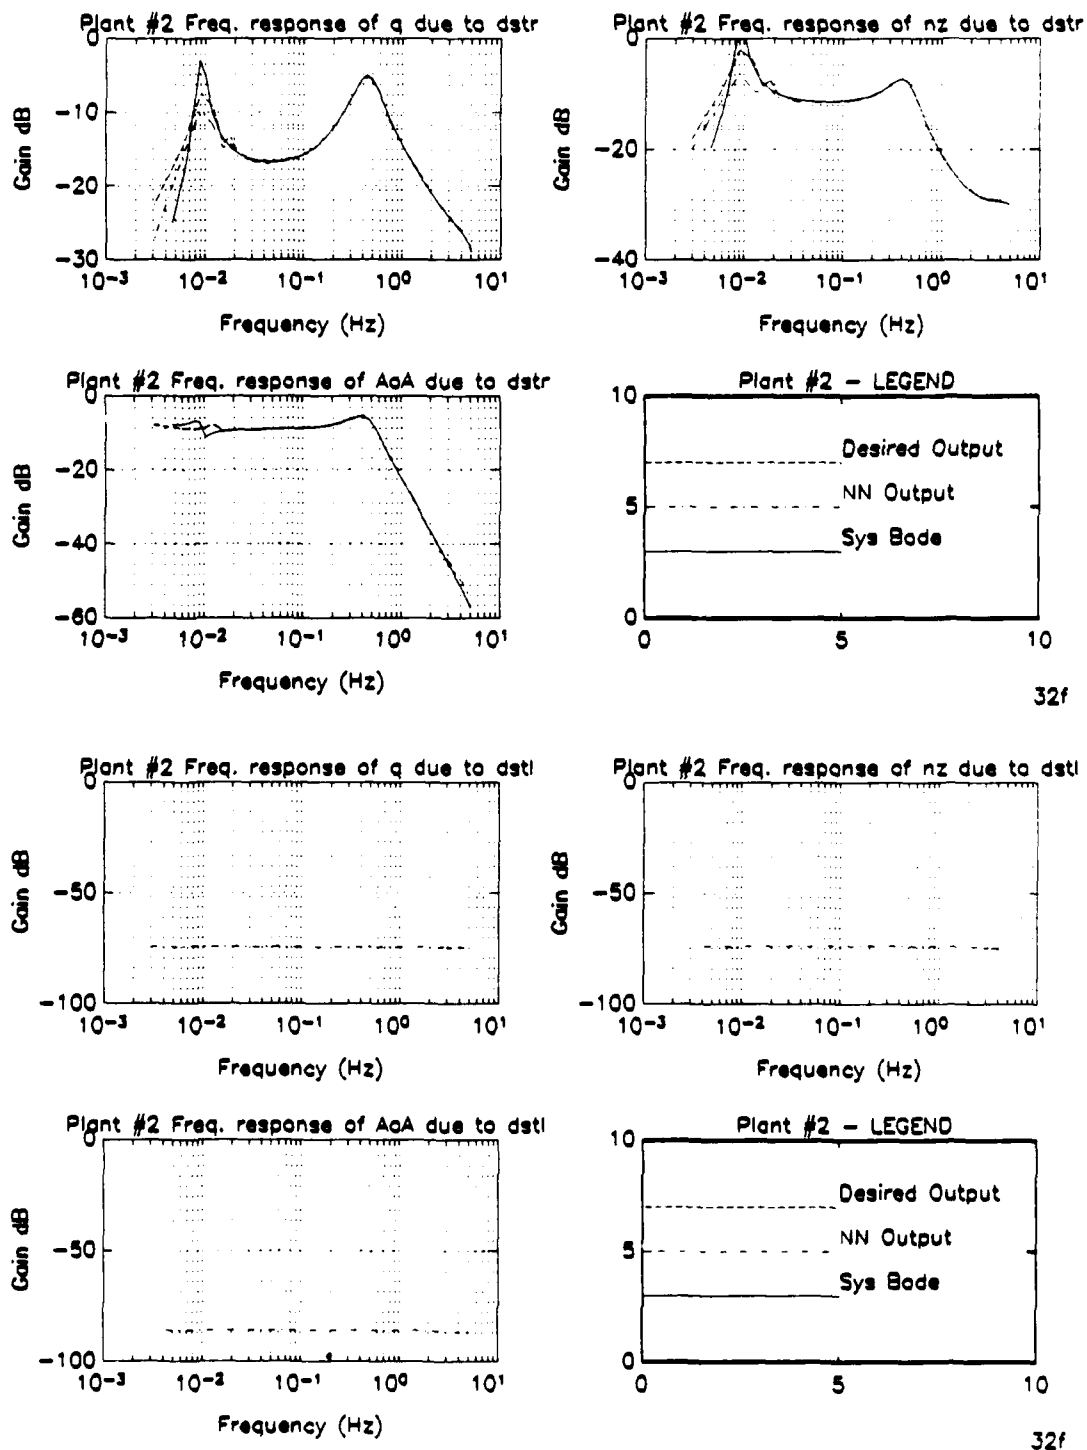 Plant #2 Freq. response of q due to dstr
Gain dB
0
−10
−20
−30
10⁻³ 10⁻² 10⁻¹ 10⁰ 10¹
Frequency (Hz)
Plant #2 Freq. response of nz due to dstr
Gain dB
0
−20
−40
10⁻³ 10⁻² 10⁻¹ 10⁰ 10¹
Frequency (Hz)
Plant #2 Freq. response of AoA due to dstr
Gain dB
0
−20
−40
−60
10⁻³ 10⁻² 10⁻¹ 10⁰ 10¹
Frequency (Hz)
Plant #2 − LEGEND
10
5
0
Desired Output
NN Output
Sys Bode
0 5 10
32f
Plant #2 Freq. response of q due to dstl
Gain dB
0
−50
−100
10⁻³ 10⁻² 10⁻¹ 10⁰ 10¹
Frequency (Hz)
Plant #2 Freq. response of nz due to dstl
Gain dB
0
−50
−100
10⁻³ 10⁻² 10⁻¹ 10⁰ 10¹
Frequency (Hz)
Plant #2 Freq. response of AoA due to dstl
Gain dB
0
−50
−100
10⁻³ 10⁻² 10⁻¹ 10⁰ 10¹
Frequency (Hz)
Plant #2 − LEGEND
10
5
0
Desired Output
NN Output
Sys Bode
0 5 10
32f